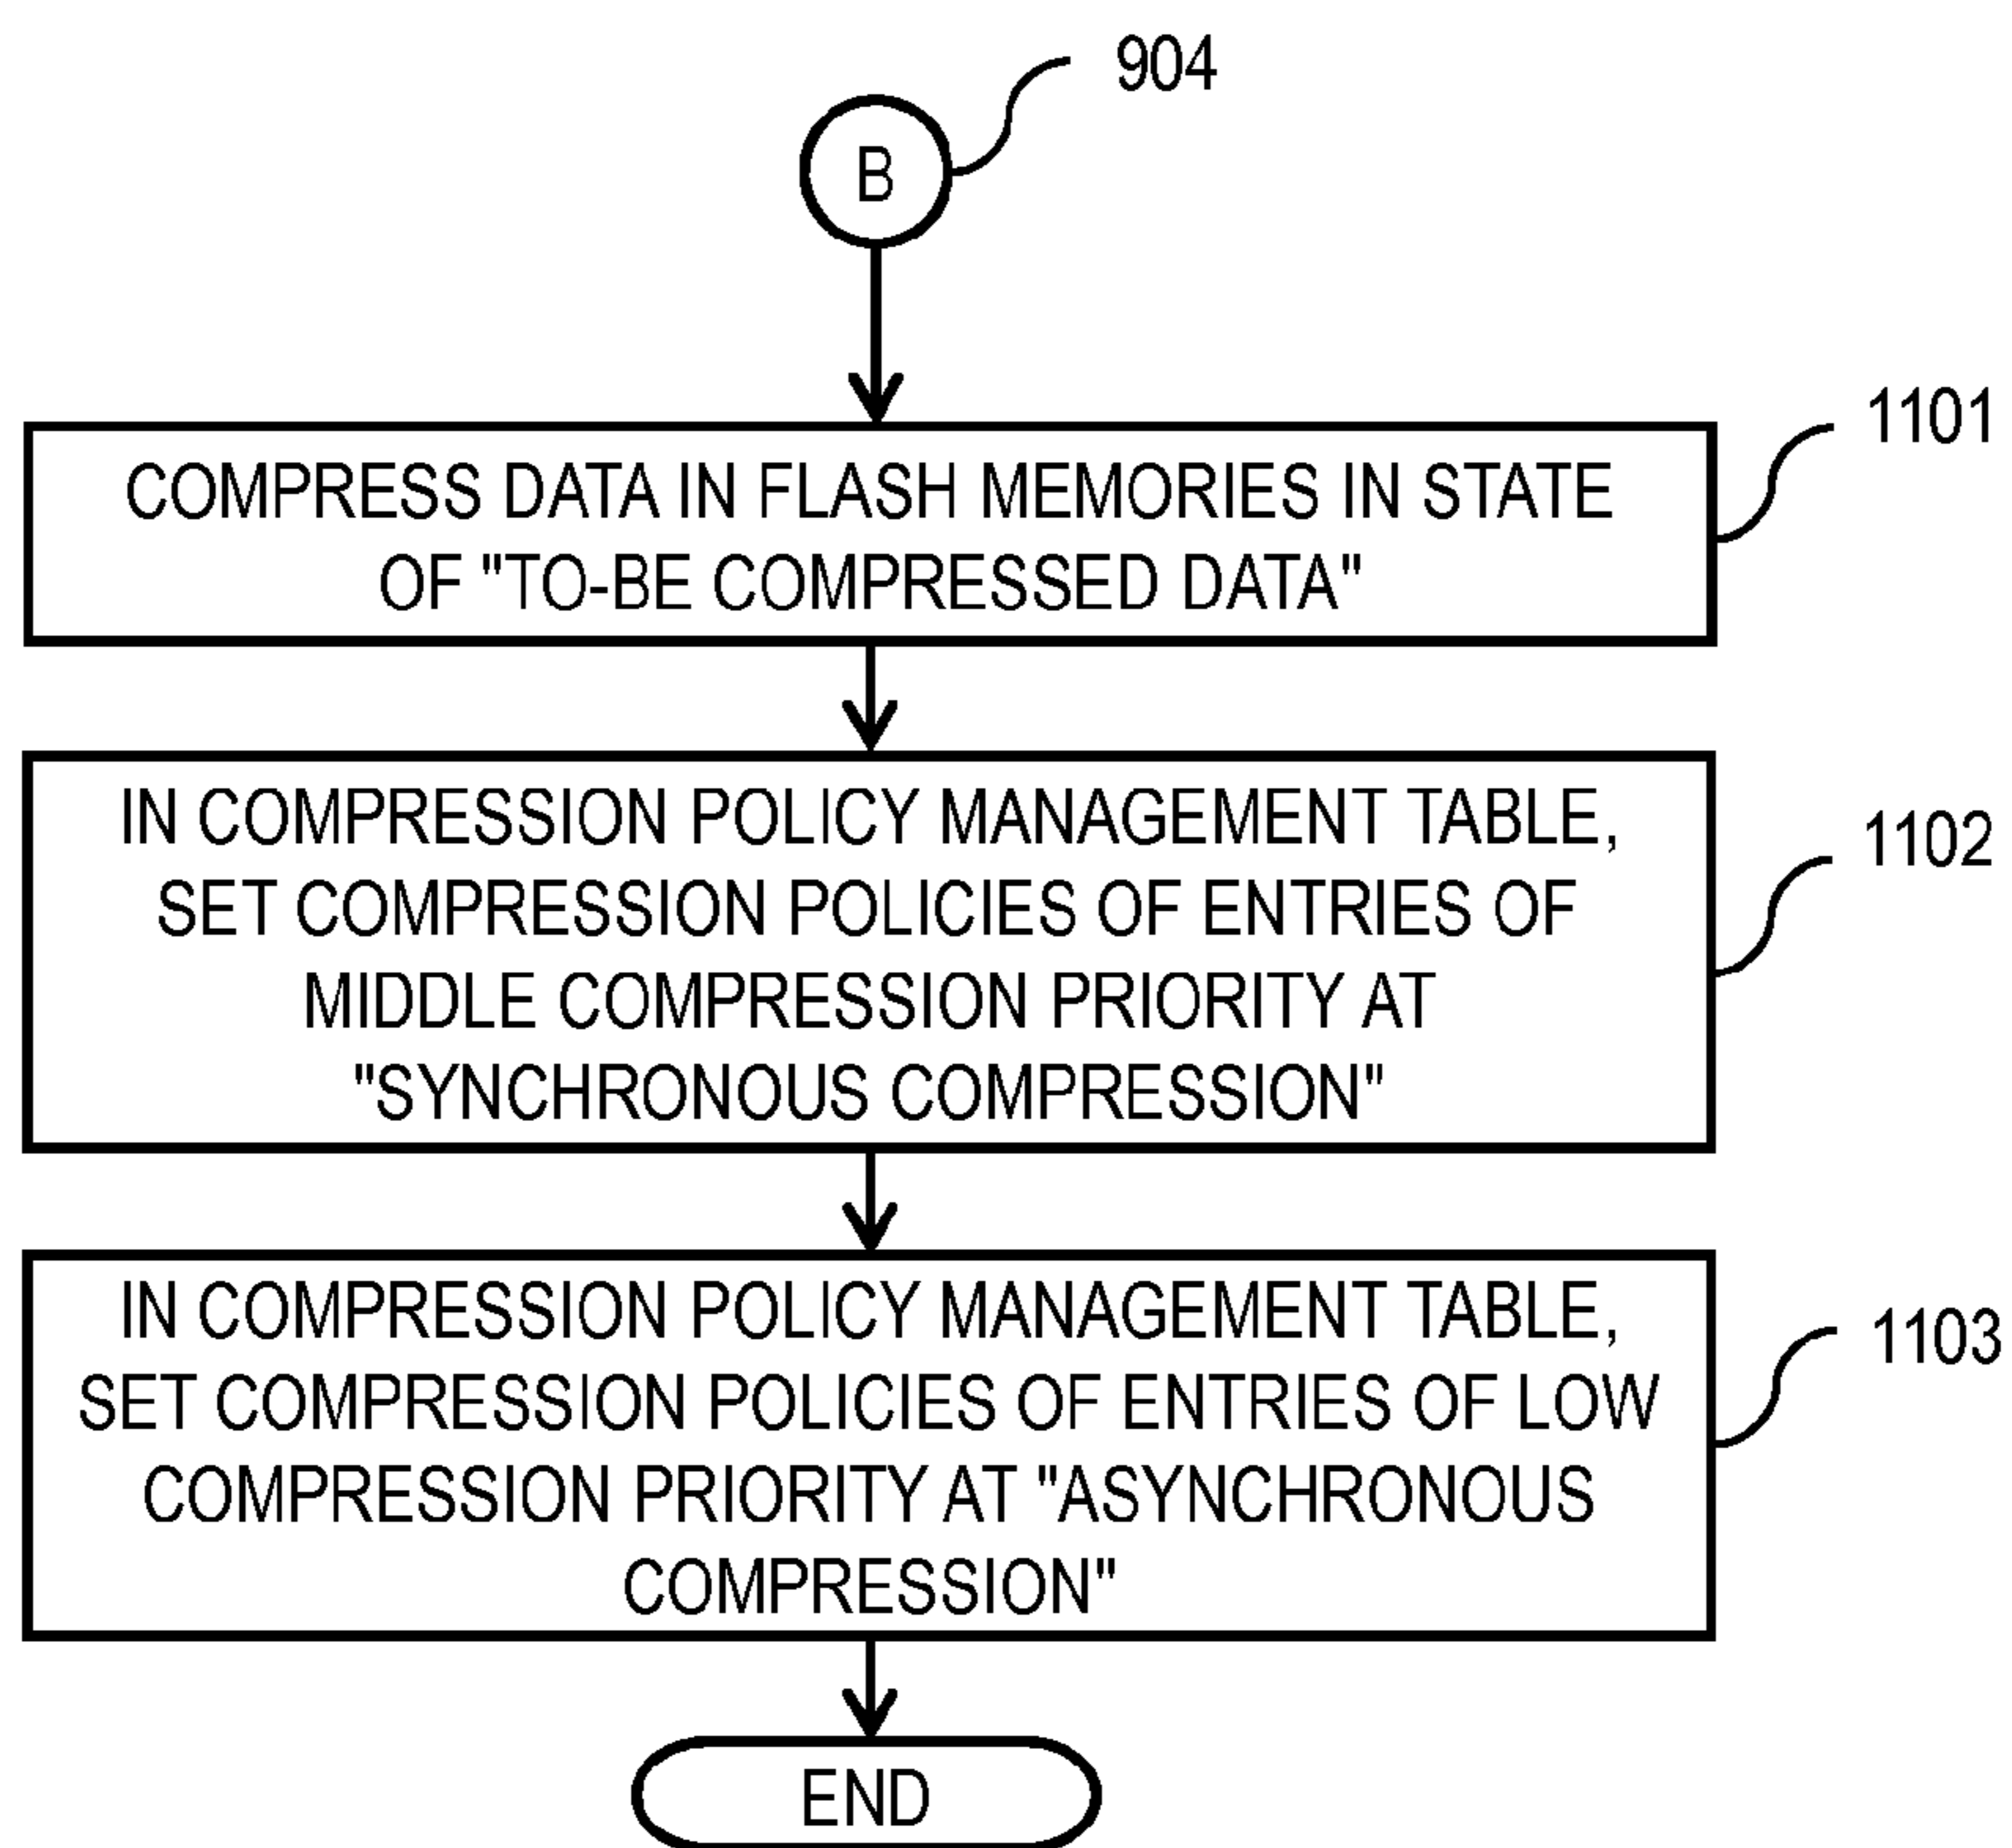 904
B
1101
COMPRESS DATA IN FLASH MEMORIES IN STATE
OF "TO-BE COMPRESSED DATA"
1102
IN COMPRESSION POLICY MANAGEMENT TABLE,
SET COMPRESSION POLICIES OF ENTRIES OF
MIDDLE COMPRESSION PRIORITY AT
"SYNCHRONOUS COMPRESSION"
1103
IN COMPRESSION POLICY MANAGEMENT TABLE,
SET COMPRESSION POLICIES OF ENTRIES OF LOW
COMPRESSION PRIORITY AT "ASYNCHRONOUS
COMPRESSION"
END